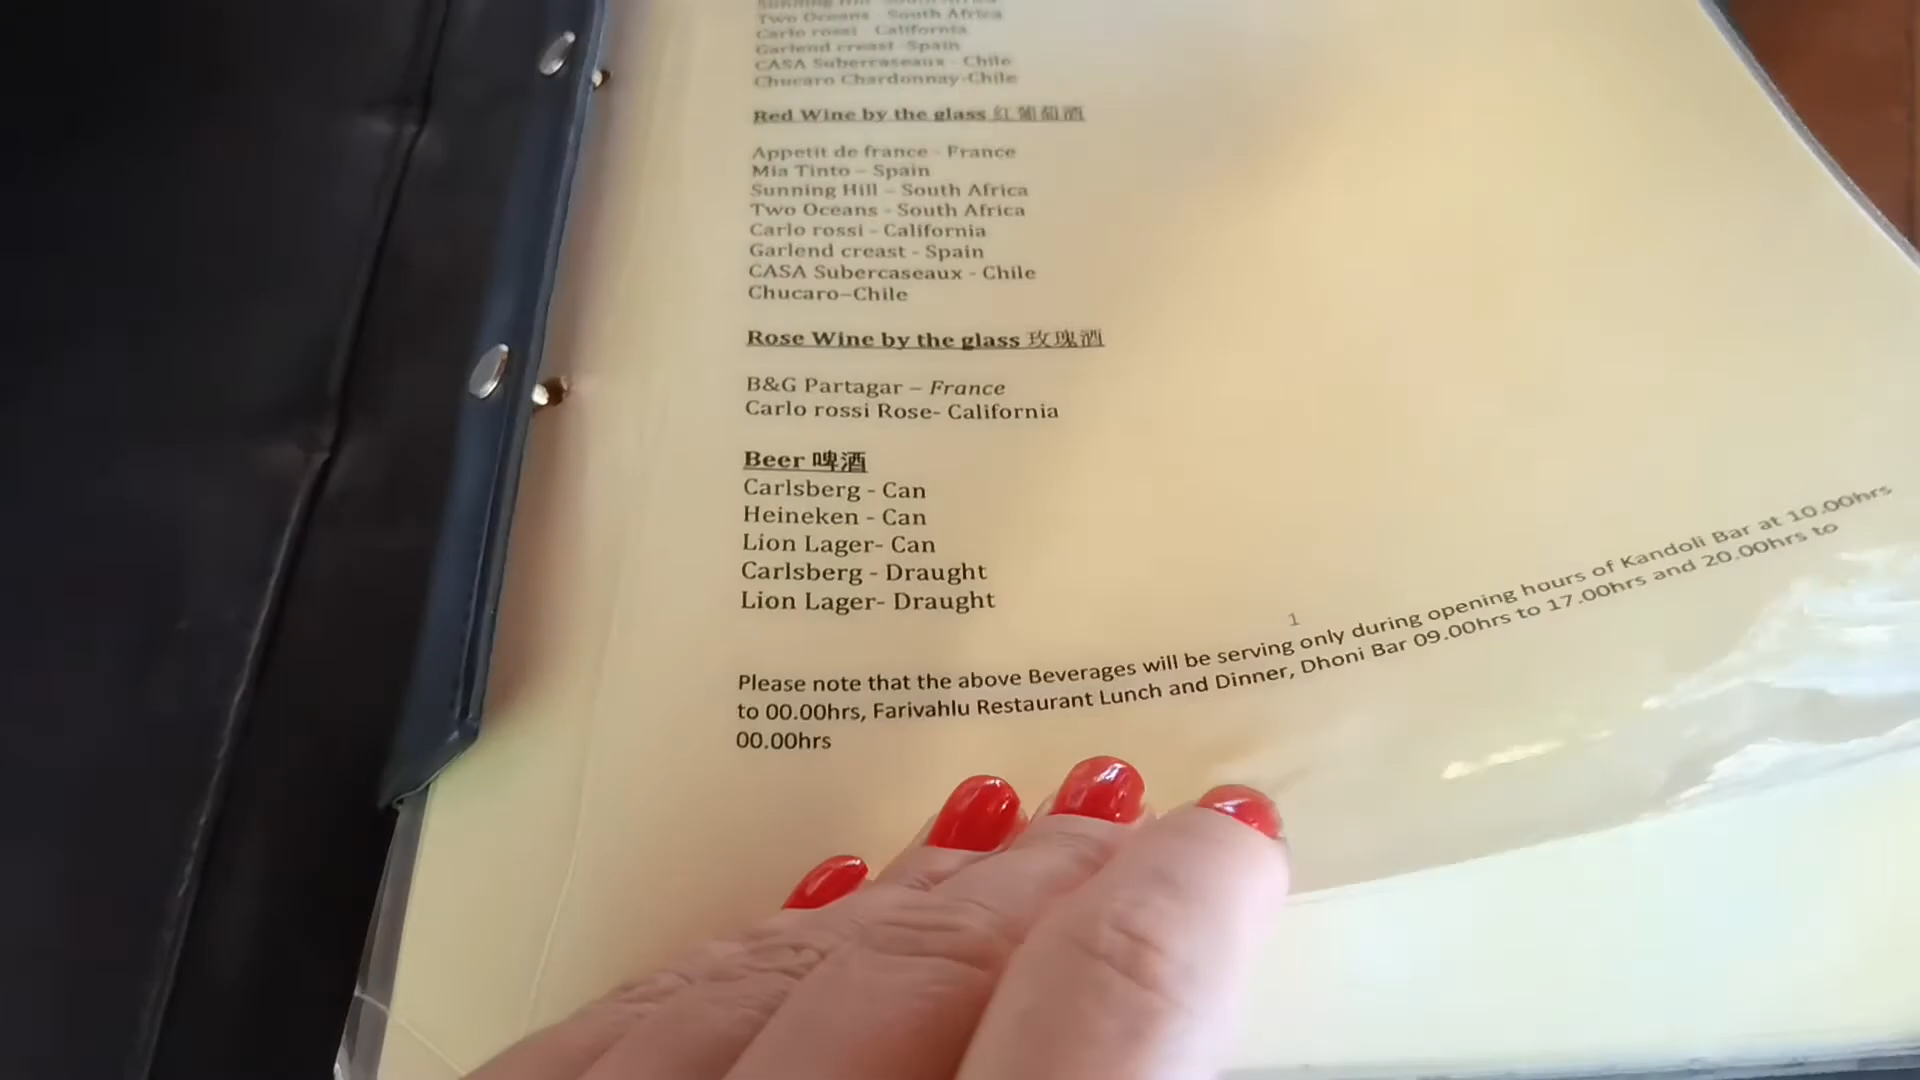 Sunning Hill - South Africa
Two Oceans - South Africa
Carlo rossi - California
Garlend creast - Spain
CASA Subercaseaux - Chile
Chucaro Chardonnay-Chile
Red Wine by the glass 红葡萄酒
Appetit de france - France
Mia Tinto – Spain
Sunning Hill – South Africa
Two Oceans - South Africa
Carlo rossi - California
Garlend creast - Spain
CASA Subercaseaux - Chile
Chucaro–Chile
Rose Wine by the glass 玫瑰酒
B&G Partagar – France
Carlo rossi Rose- California
Beer 啤酒
Carlsberg - Can
Heineken - Can
Lion Lager- Can
Carlsberg - Draught
Lion Lager- Draught
1
Please note that the above Beverages will be serving only during opening hours of Kandoli Bar at 10.00hrs
to 00.00hrs, Farivahlu Restaurant Lunch and Dinner, Dhoni Bar 09.00hrs to 17.00hrs and 20.00hrs to
00.00hrs